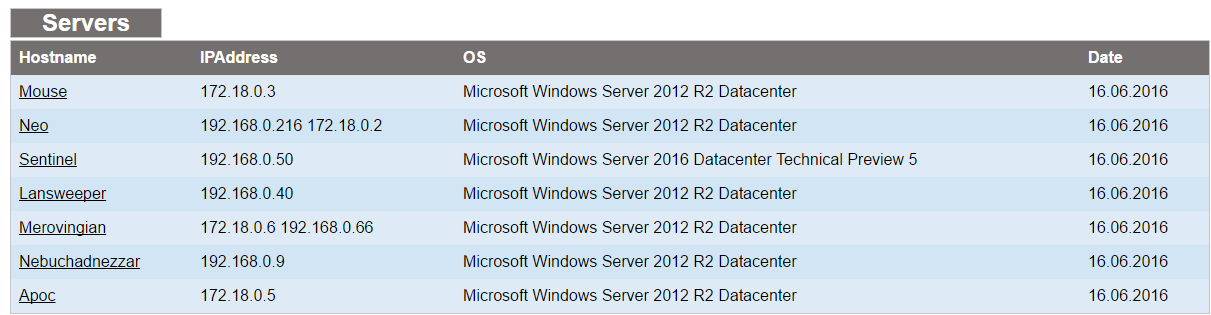 Servers
Hostname IPAddress OS Date
Mouse 172.18.0.3 Microsoft Windows Server 2012 R2 Datacenter 16.06.2016
Neo 192.168.0.216 172.18.0.2 Microsoft Windows Server 2012 R2 Datacenter 16.06.2016
Sentinel 192.168.0.50 Microsoft Windows Server 2016 Datacenter Technical Preview 5 16.06.2016
Lansweeper 192.168.0.40 Microsoft Windows Server 2012 R2 Datacenter 16.06.2016
Merovingian 172.18.0.6 192.168.0.66 Microsoft Windows Server 2012 R2 Datacenter 16.06.2016
Nebuchadnezzar 192.168.0.9 Microsoft Windows Server 2012 R2 Datacenter 16.06.2016
Apoc 172.18.0.5 Microsoft Windows Server 2012 R2 Datacenter 16.06.2016